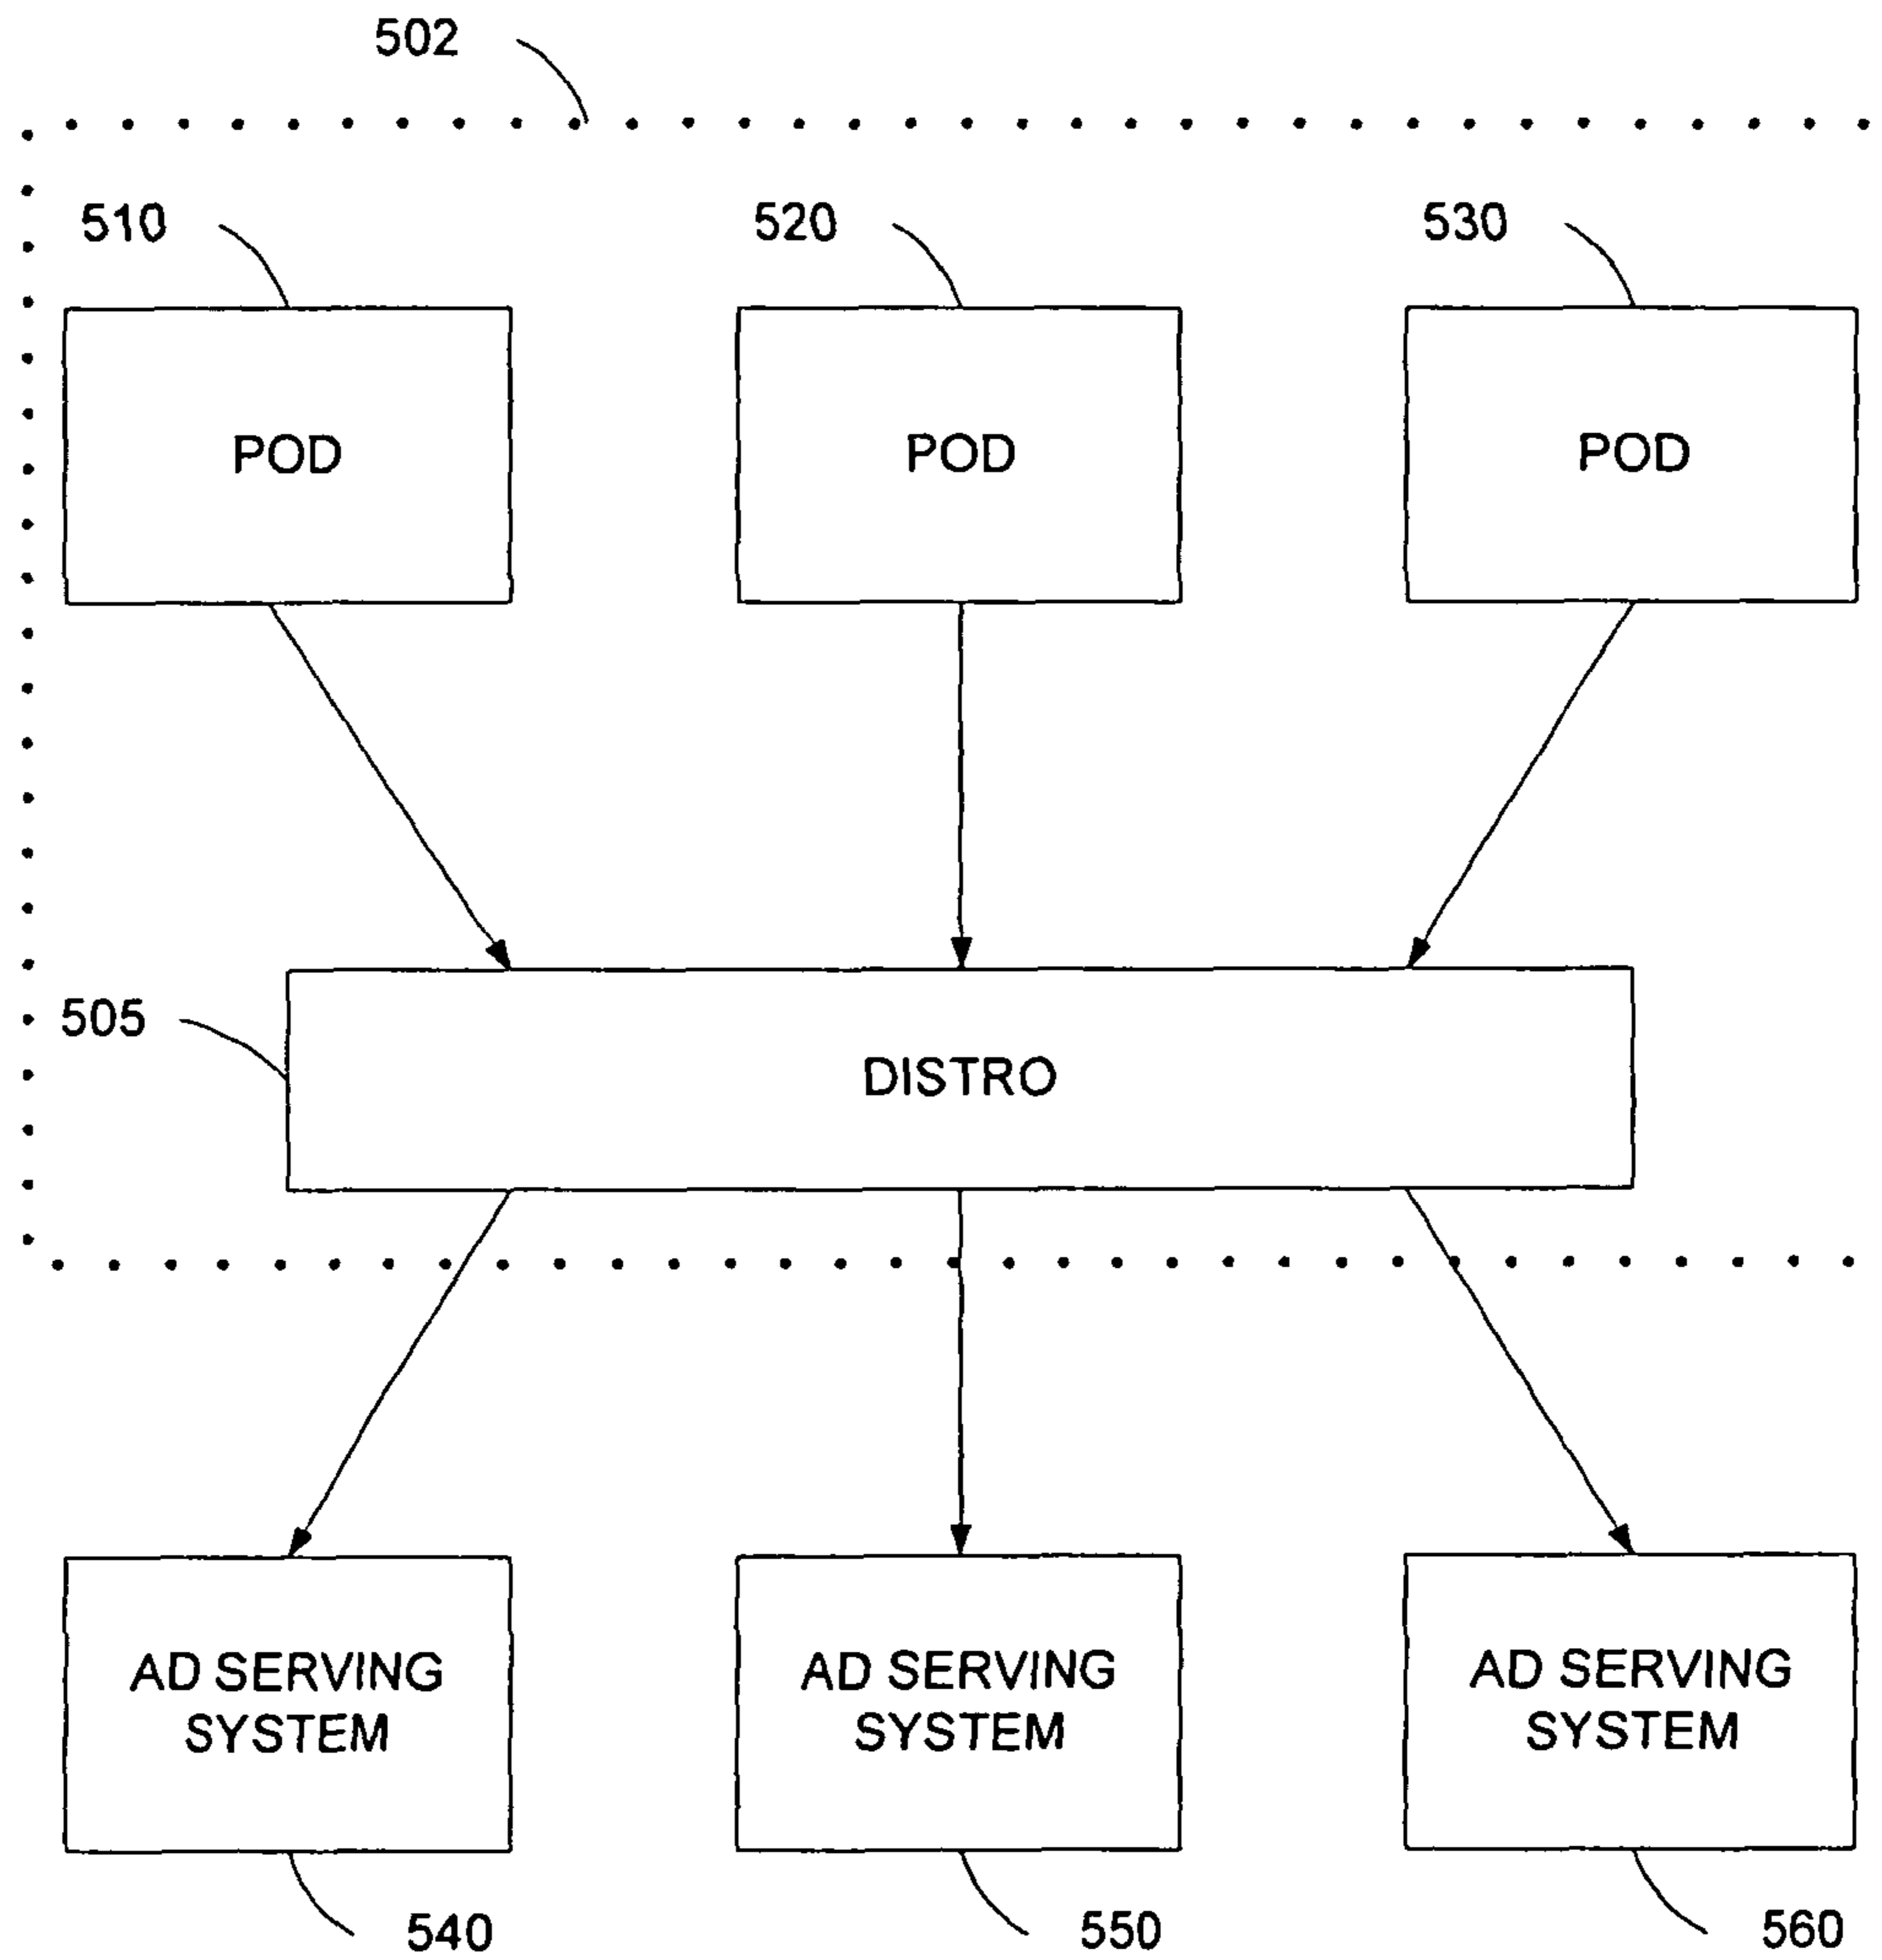 502
510
520
530
POD
POD
POD
505
DISTRO
AD SERVING
SYSTEM
AD SERVING
SYSTEM
AD SERVING
SYSTEM
540
550
560